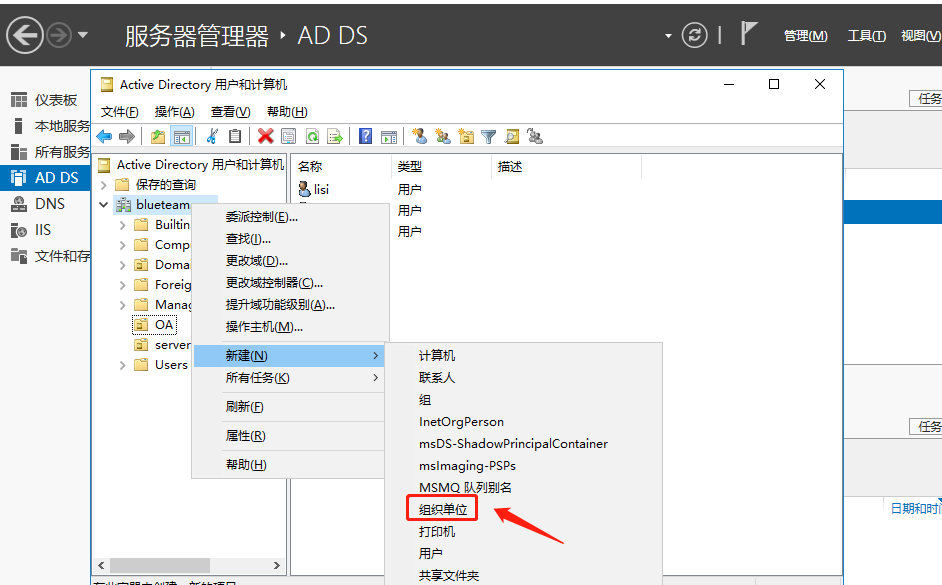 服务器管理器 ‣ AD DS
管理(M) 工具(T) 视图(V)
仪表板
本地服务
所有服务
AD DS
DNS
IIS
文件和存
Active Directory 用户和计算机
文件(F) 操作(A) 查看(V) 帮助(H)
Active Directory 用户和计算机
保存的查询
blueteam.
Builtin
Compu
Domai
Foreig
Manag
OA
server
Users
名称 类型 描述
lisi 用户
用户
用户
委派控制(E)...
查找(I)...
更改域(D)...
更改域控制器(C)...
提升域功能级别(A)...
操作主机(M)...
新建(N)
所有任务(K)
刷新(F)
属性(R)
帮助(H)
计算机
联系人
组
InetOrgPerson
msDS-ShadowPrincipalContainer
msImaging-PSPs
MSMQ 队列别名
组织单位
打印机
用户
共享文件夹
任务
任务
日期和时间